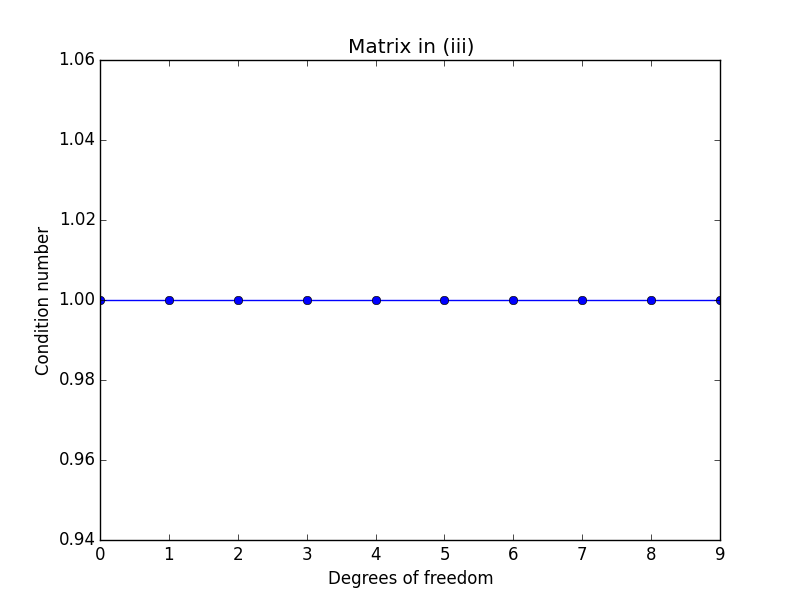 Matrix in (iii)
1.06
1.04
1.02
1.00
0.98
0.96
0.94
Condition number
0 1 2 3 4 5 6 7 8 9
Degrees of freedom